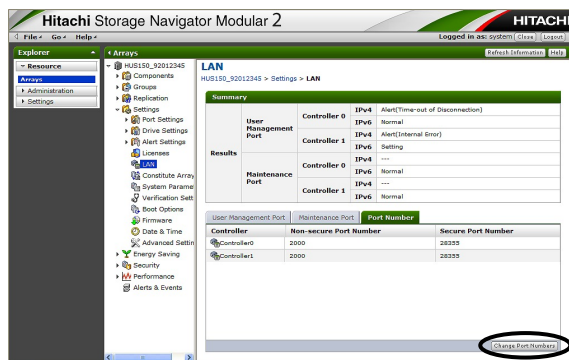 Hitachi Storage Navigator Modular 2
HITACHI
File Go Help
Logged in as: system Close Logout
Explorer
Arrays
Refresh Information Help
Resource
Arrays
Administration
Settings
HUS150_92012345
Components
Groups
Replication
Settings
Port Settings
Drive Settings
Alert Settings
Licenses
LAN
Constitute Array
System Parame
Verification Sett
Boot Options
Firmware
Date & Time
Advanced Settin
Energy Saving
Security
Performance
Alerts & Events
LAN
HUS150_92012345 > Settings > LAN
Summary
Results
User Management Port
Controller 0
IPv4 Alert(Time-out of Disconnection)
IPv6 Normal
Controller 1
IPv4 Alert(Internal Error)
IPv6 Setting
Maintenance Port
Controller 0
IPv4 ---
IPv6 Normal
Controller 1
IPv4 ---
IPv6 Normal
User Management Port Maintenance Port Port Number
Controller Non-secure Port Number Secure Port Number
Controller0 2000 28355
Controller1 2000 28355
Change Port Numbers